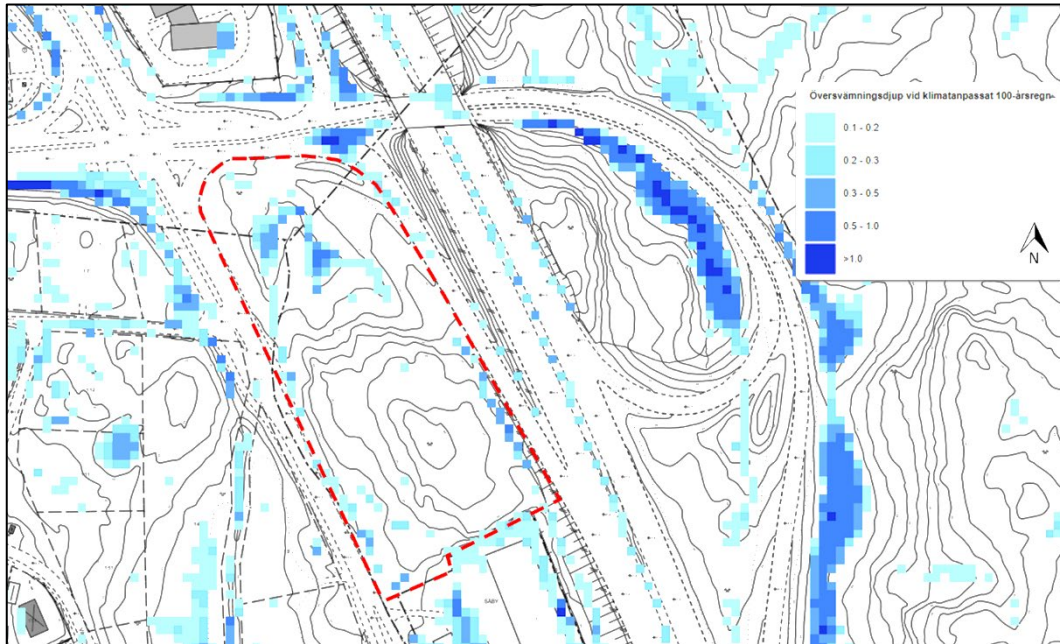 Översvämningsdjup vid klimatanpassat 100-årsregn
0.1 - 0.2
0.2 - 0.3
0.3 - 0.5
0.5 - 1.0
>1.0
N
SÄBY